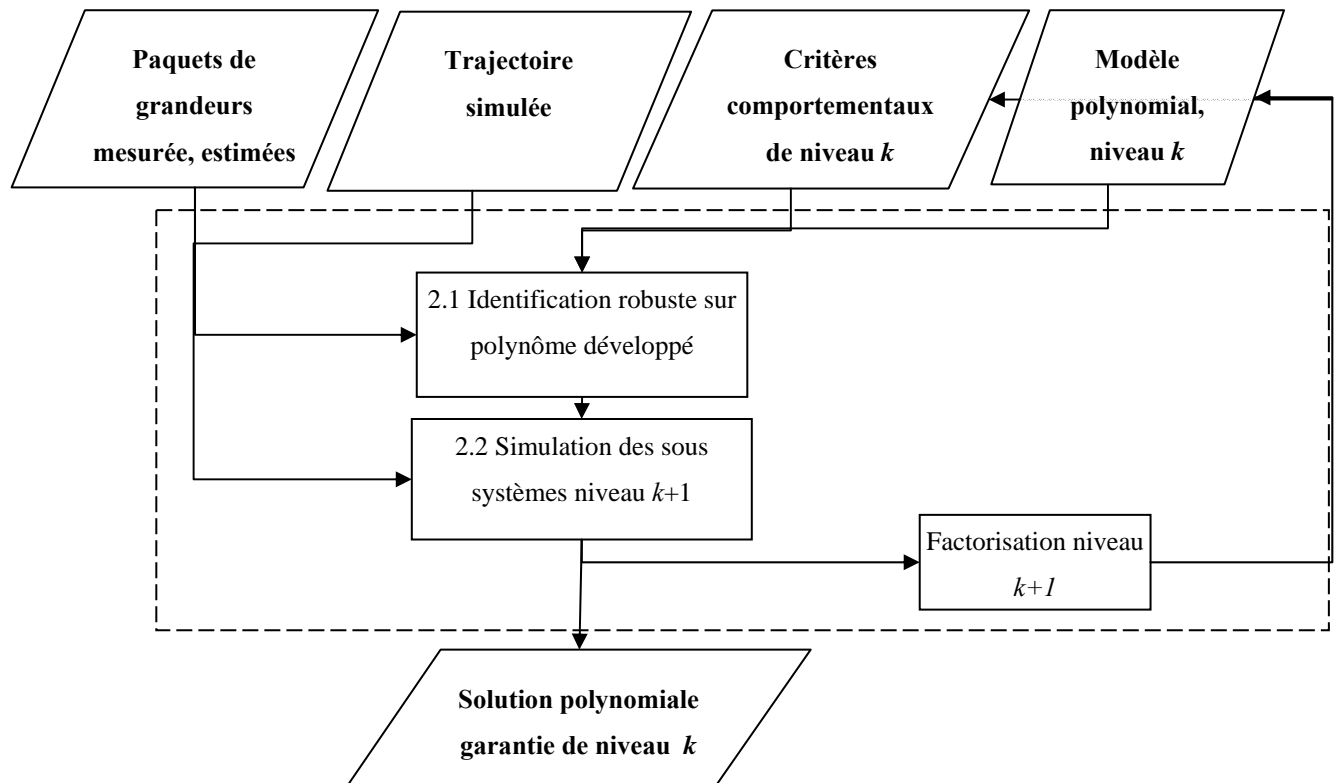 Paquets de
grandeurs
mesurée, estimées
Trajectoire
simulée
Critères
comportementaux
de niveau k
Modèle
polynomial,
niveau k
2.1 Identification robuste sur
polynôme développé
2.2 Simulation des sous
systèmes niveau k+1
Factorisation niveau
k+1
Solution polynomiale
garantie de niveau k